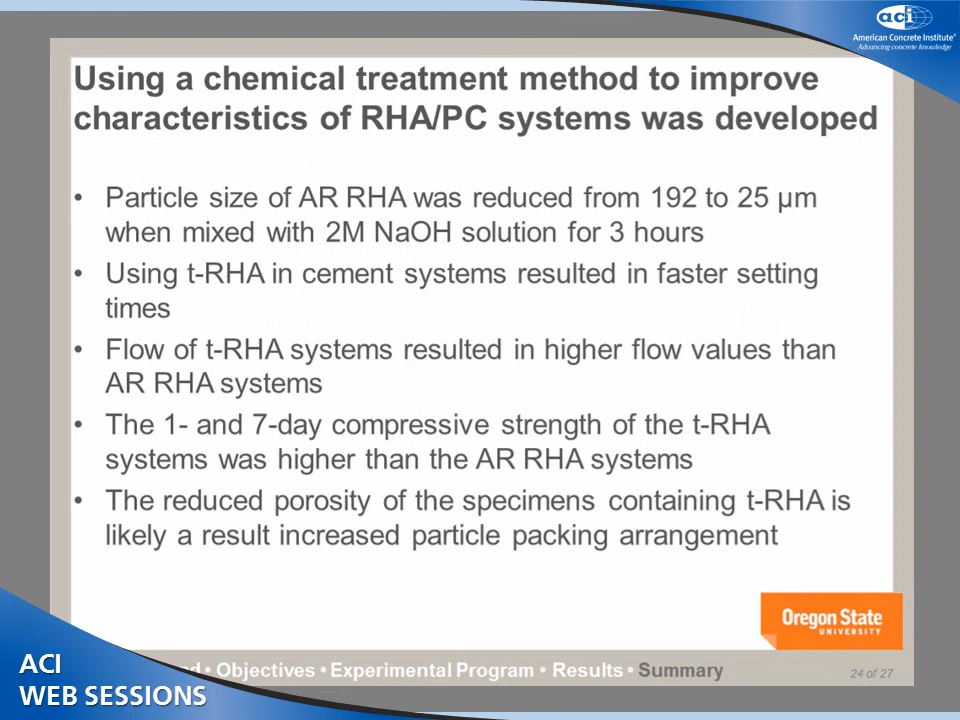 aci
American Concrete Institute®
Advancing concrete knowledge
Using a chemical treatment method to improve
characteristics of RHA/PC systems was developed
• Particle size of AR RHA was reduced from 192 to 25 µm
when mixed with 2M NaOH solution for 3 hours
• Using t-RHA in cement systems resulted in faster setting
times
• Flow of t-RHA systems resulted in higher flow values than
AR RHA systems
• The 1- and 7-day compressive strength of the t-RHA
systems was higher than the AR RHA systems
• The reduced porosity of the specimens containing t-RHA is
likely a result increased particle packing arrangement
Oregon State
UNIVERSITY
• Objectives • Experimental Program • Results • Summary
24 of 27
ACI
WEB SESSIONS